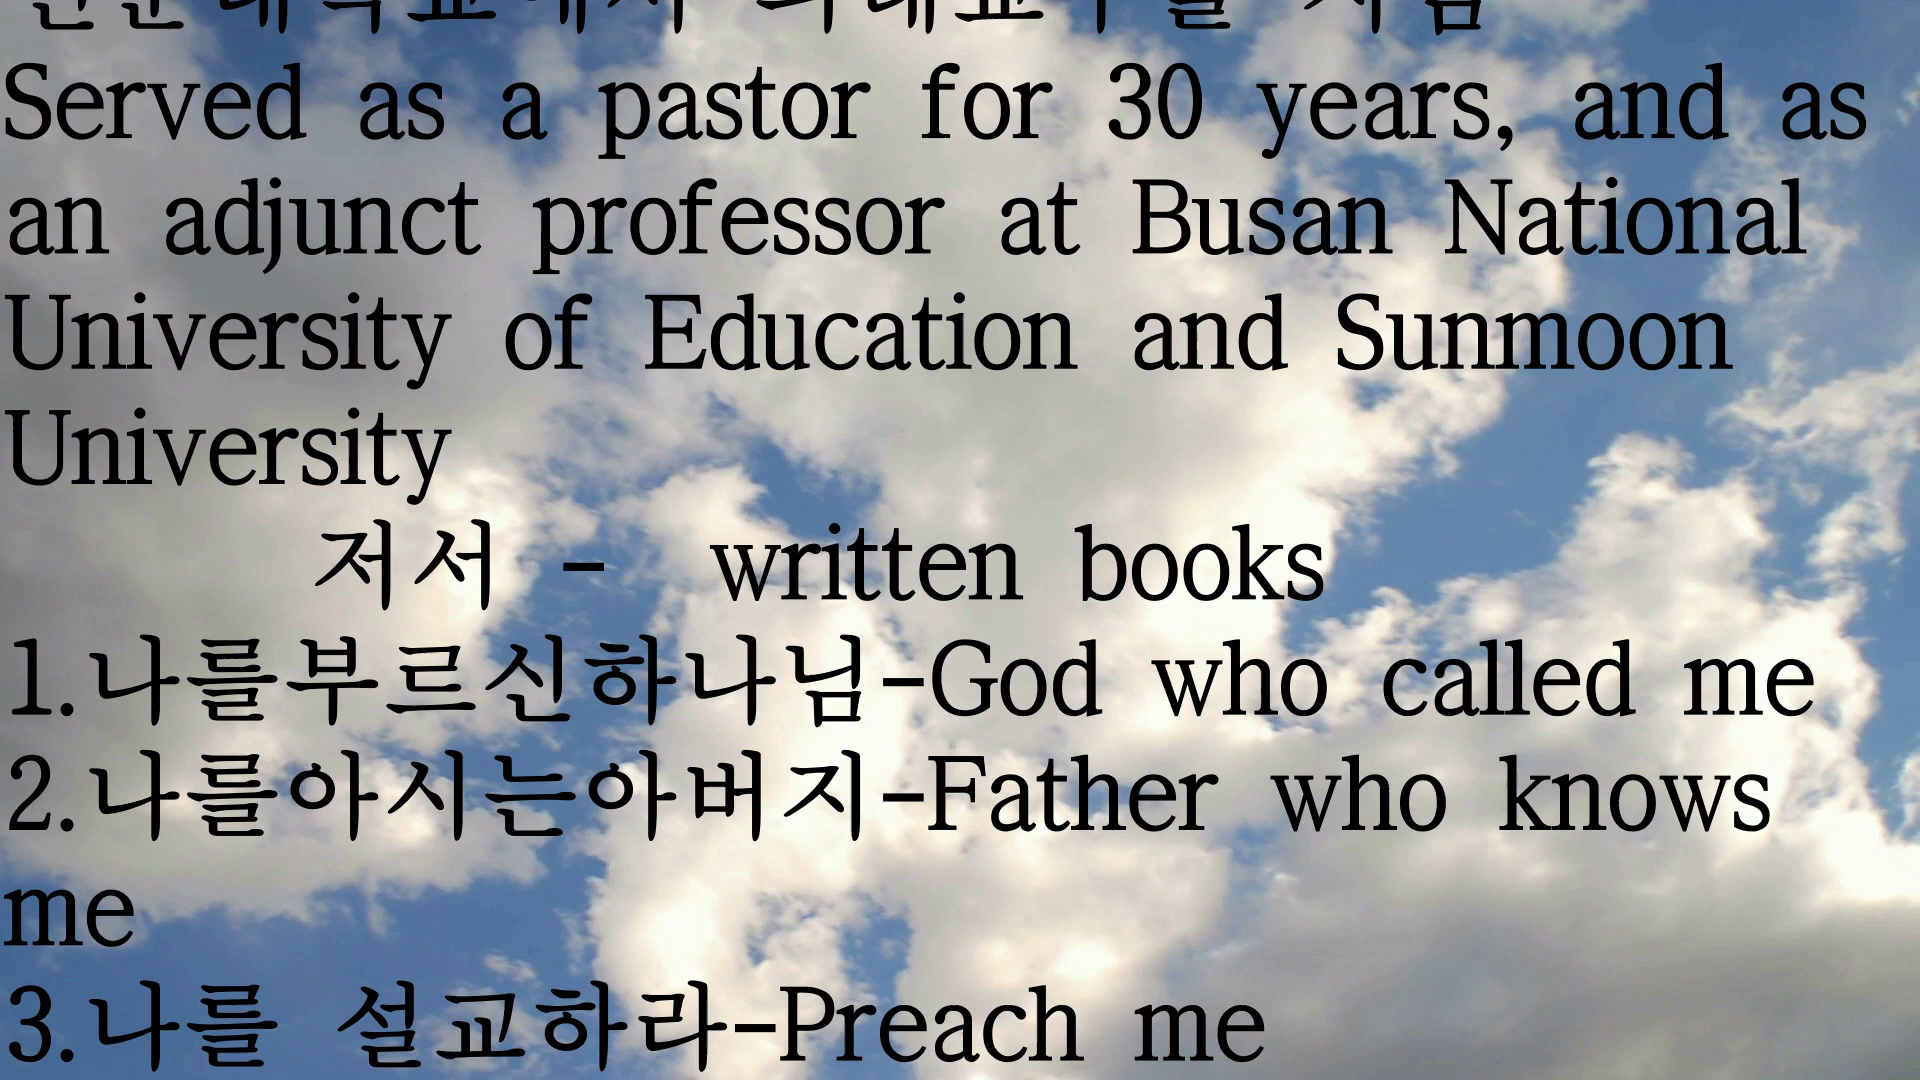 Served as a pastor for 30 years, and as
an adjunct professor at Busan National
University of Education and Sunmoon
University
저서 - written books
1.나를부르신하나님-God who called me
2.나를아시는아버지-Father who knows
me
3.나를 설교하라-Preach me